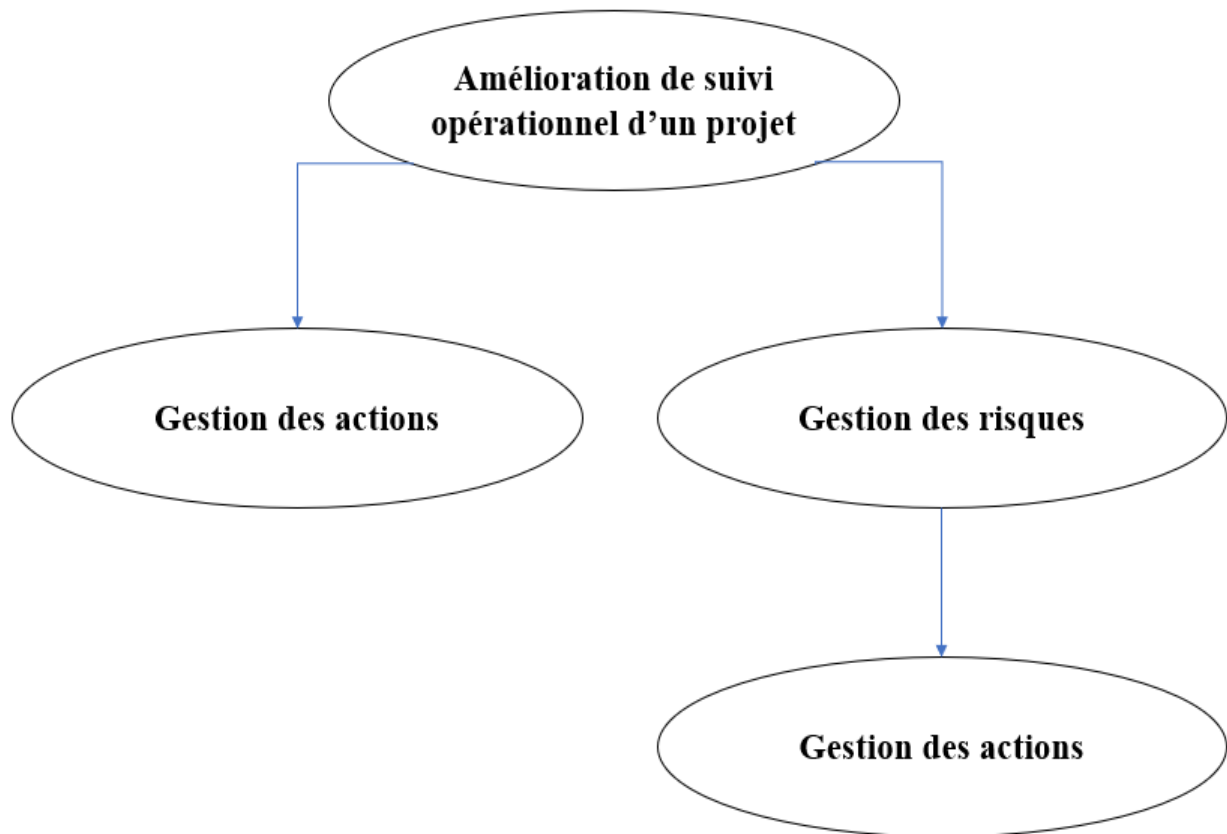 Amélioration de suivi
opérationnel d’un projet
Gestion des actions
Gestion des risques
Gestion des actions